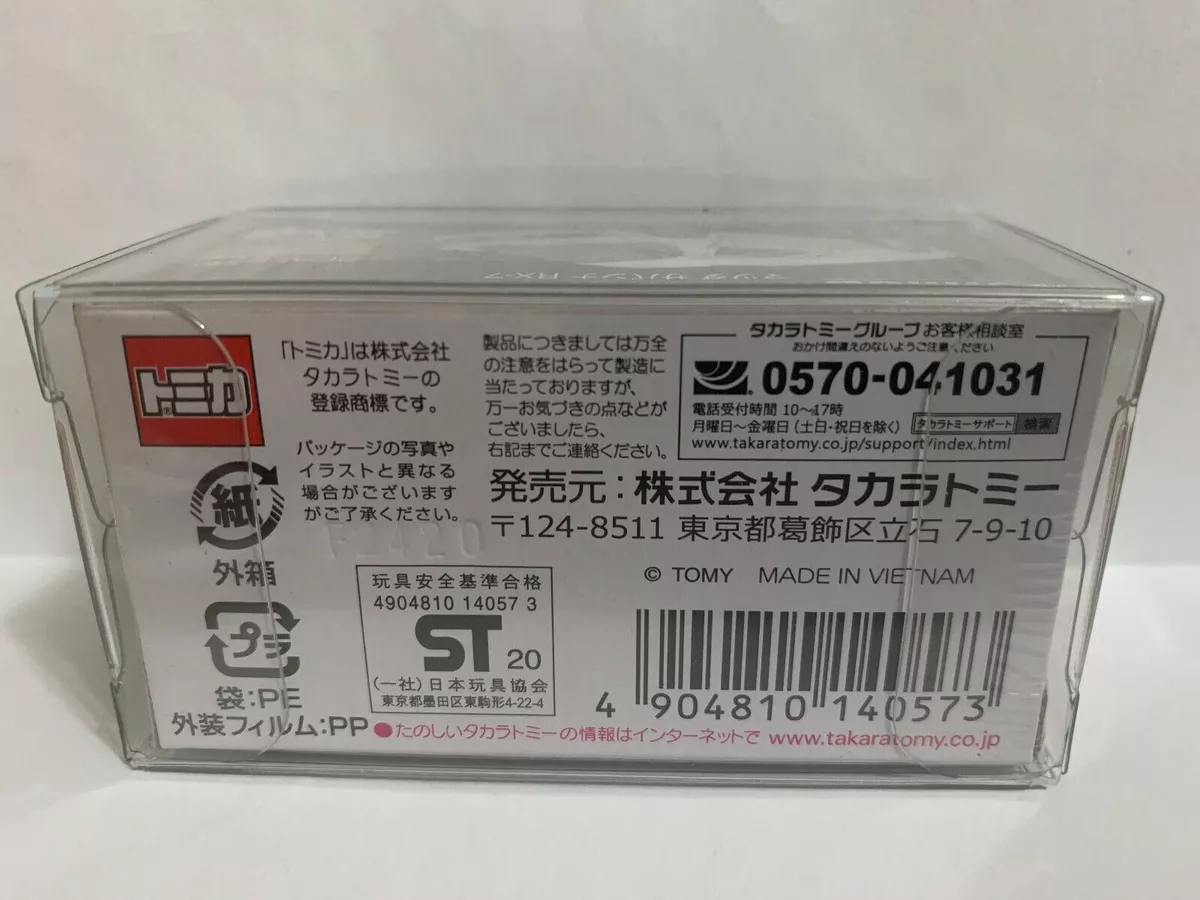 マツダ サバンナ RX-7
トミカ®
「トミカ」は株式会社
タカラトミーの
登録商標です。
パッケージの写真や
イラストと異なる
場合がございます
がご了承ください。
紙
外箱
プラ
袋:PE
外装フィルム:PP
製品につきましては万全
の注意をはらって製造に
当たっておりますが、
万一お気づきの点などが
ございましたら、
右記までご連絡ください。
タカラトミーグループ お客様相談室
おかけ間違えのないようご注意ください
0570-041031
電話受付時間 10〜17時
月曜日〜金曜日 (土日・祝日を除く) タカラトミーサポート 検索
www.takaratomy.co.jp/support/index.html
発売元:株式会社 タカラトミー
〒124-8511 東京都葛飾区立石 7-9-10
© TOMY MADE IN VIETNAM
玩具安全基準合格
4904810 14057 3
ST 20
(一社)日本玩具協会
東京都墨田区東駒形4-22-4
4 904810 140573
●たのしいタカラトミーの情報はインターネットで www.takaratomy.co.jp